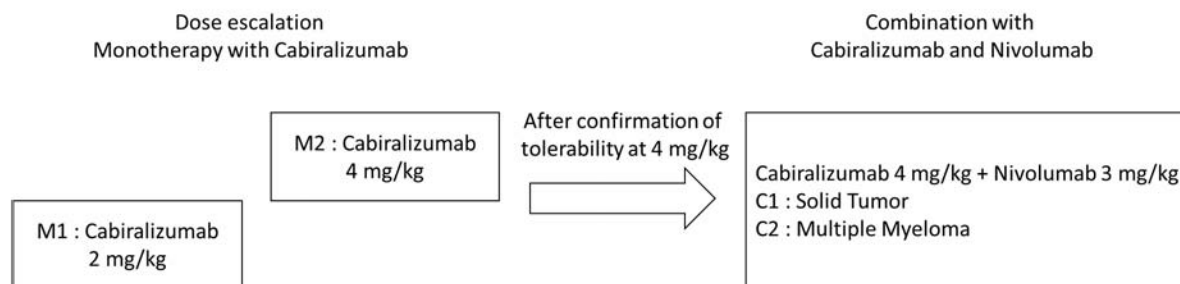 Dose escalation
Monotherapy with Cabiralizumab
Combination with
Cabiralizumab and Nivolumab
M1 : Cabiralizumab
2 mg/kg
M2 : Cabiralizumab
4 mg/kg
After confirmation of
tolerability at 4 mg/kg
Cabiralizumab 4 mg/kg + Nivolumab 3 mg/kg
C1 : Solid Tumor
C2 : Multiple Myeloma